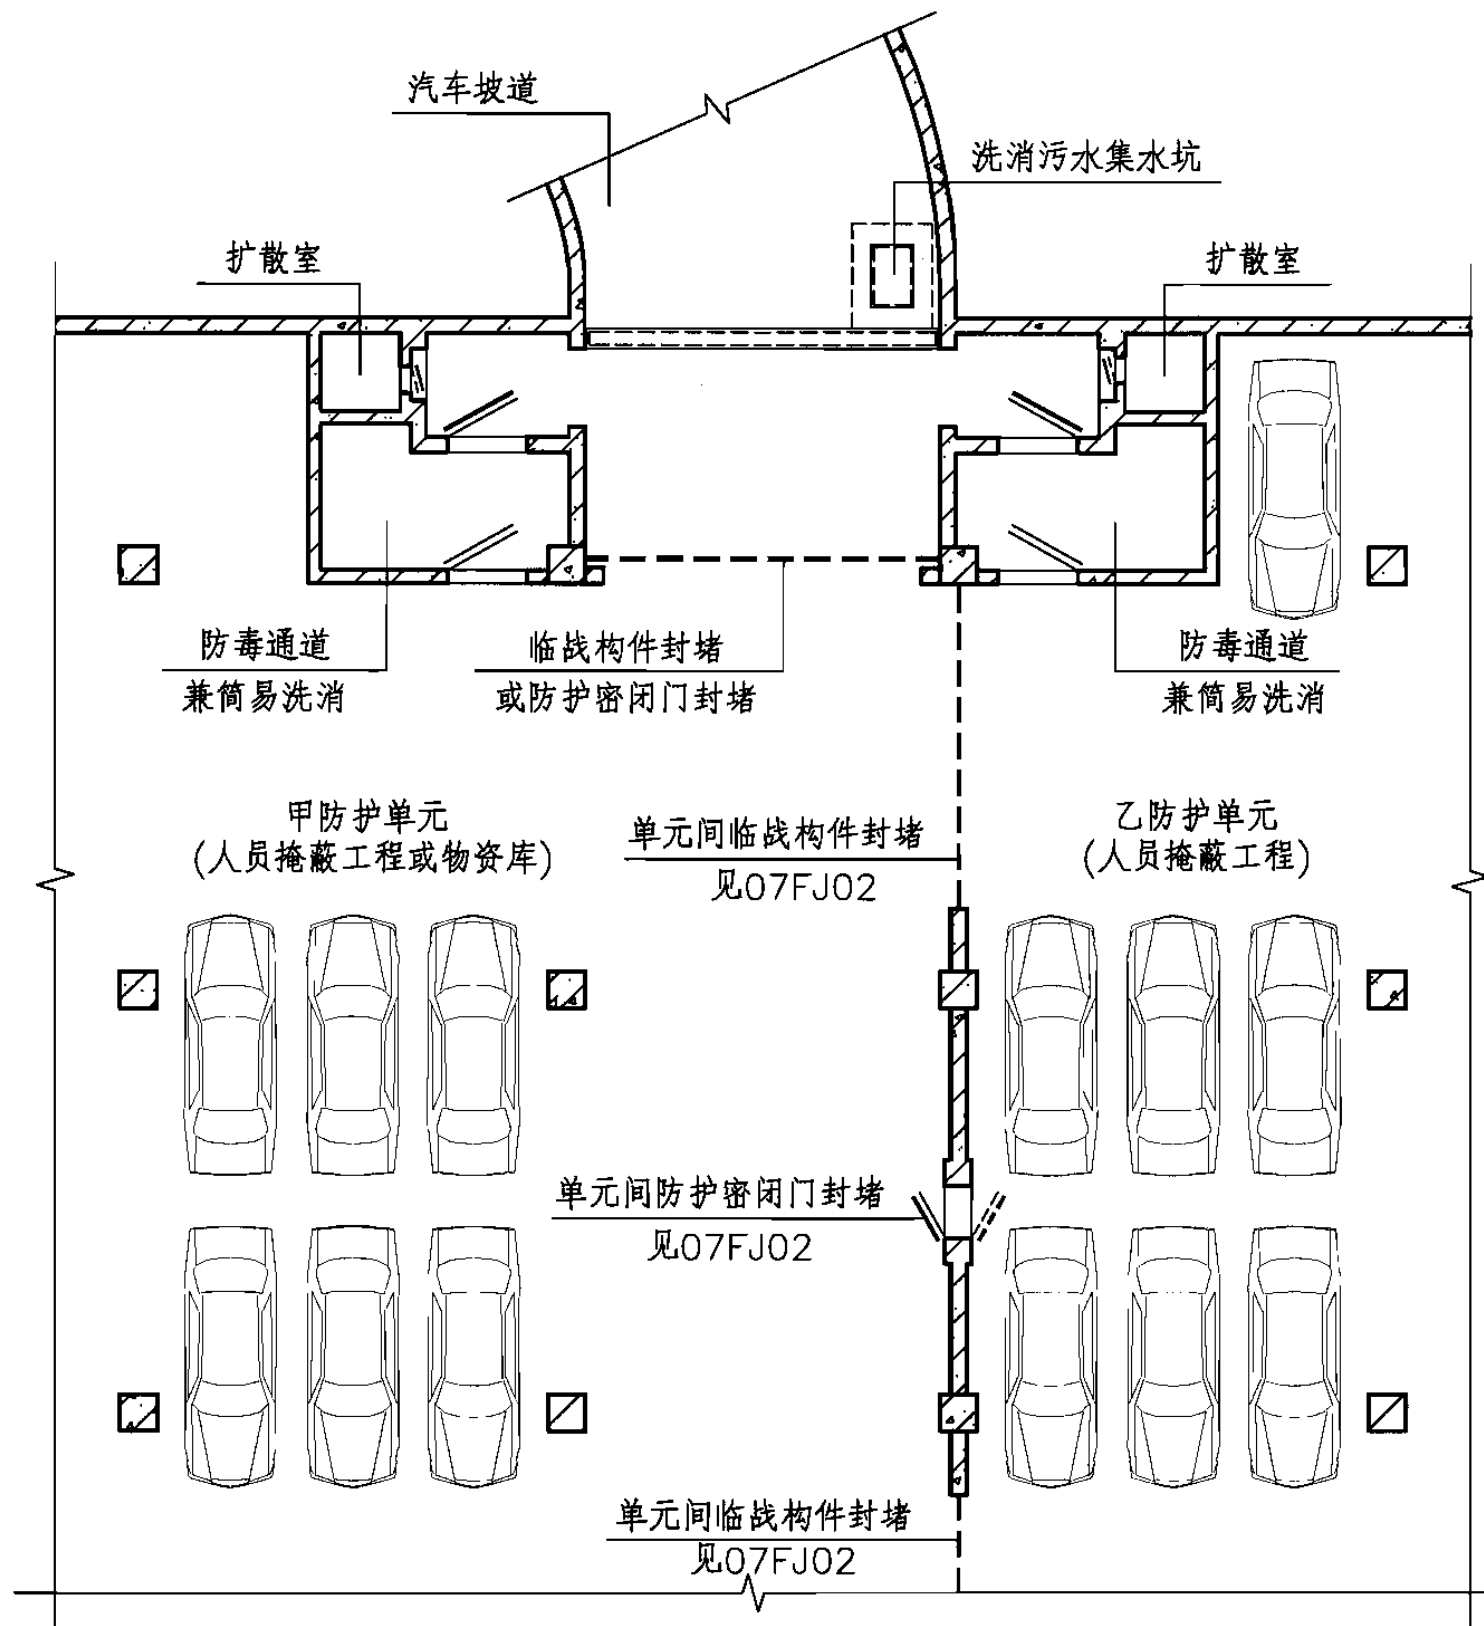 汽车坡道
洗消污水集水坑
扩散室
扩散室
防毒通道
兼简易洗消
临战构件封堵
或防护密闭门封堵
防毒通道
兼简易洗消
甲防护单元
(人员掩蔽工程或物资库)
单元间临战构件封堵
见07FJ02
乙防护单元
(人员掩蔽工程)
单元间防护密闭门封堵
见07FJ02
单元间临战构件封堵
见07FJ02